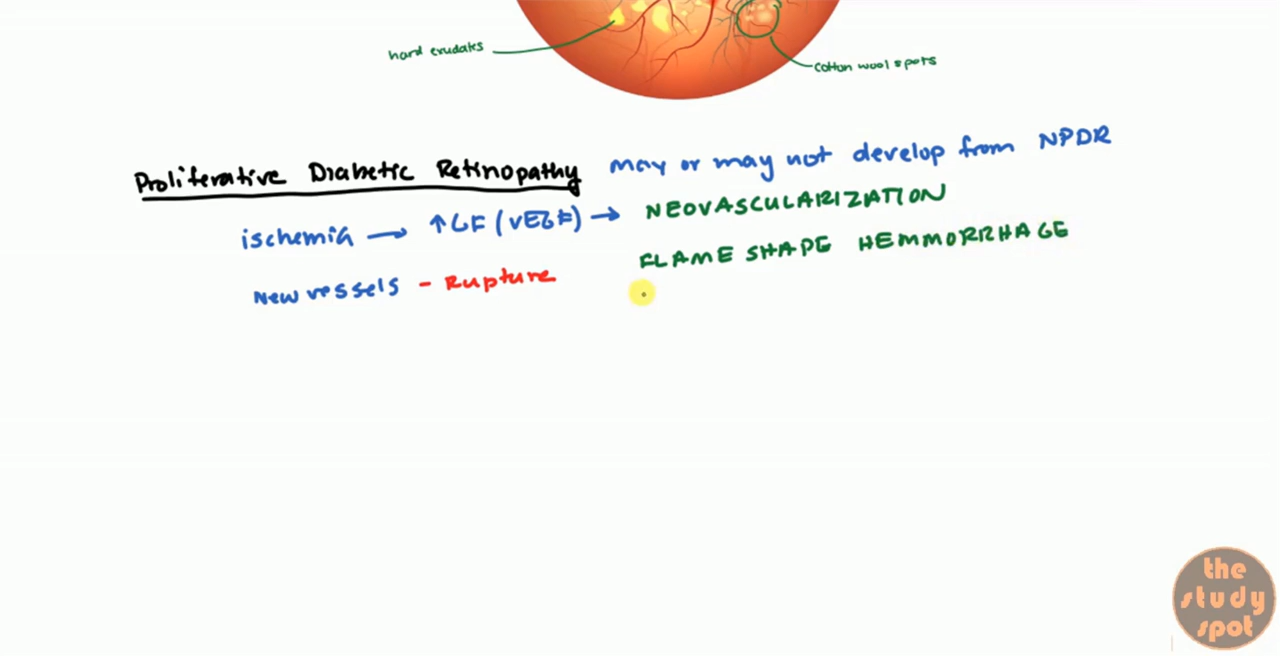 hard exudates
cotton wool spots
Proliferative Diabetic Retinopathy may or may not develop from NPDR
ischemia → ↑GF (VEGF) → NEOVASCULARIZATION
FLAME SHAPE HEMMORRHAGE
New vessels - Rupture
the
study
spot